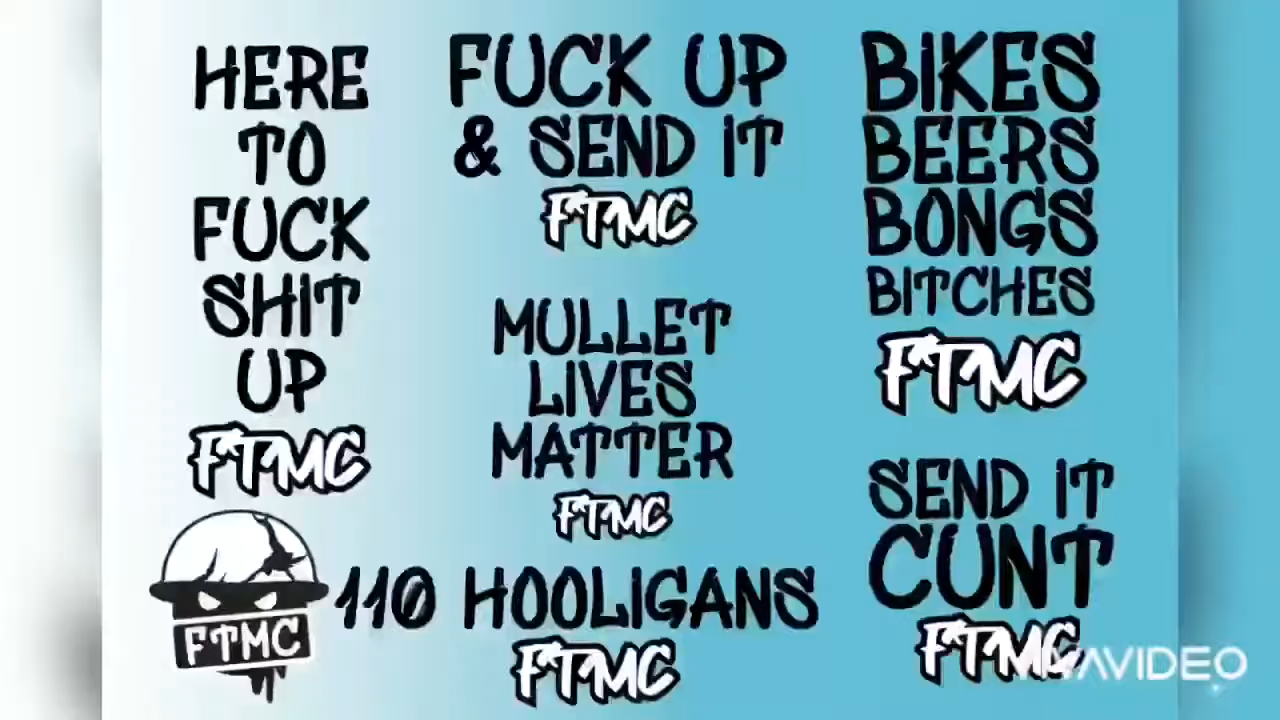 HERE
TO
FUCK
SHIT
UP
FTMC
FTMC
FUCK UP
& SEND IT
FTMC
MULLET
LIVES
MATTER
FTMC
110 HOOLIGANS
FTMC
BIKES
BEERS
BONGS
BITCHES
FTMC
SEND IT
CUNT
FTMC
VIVAVIDEO